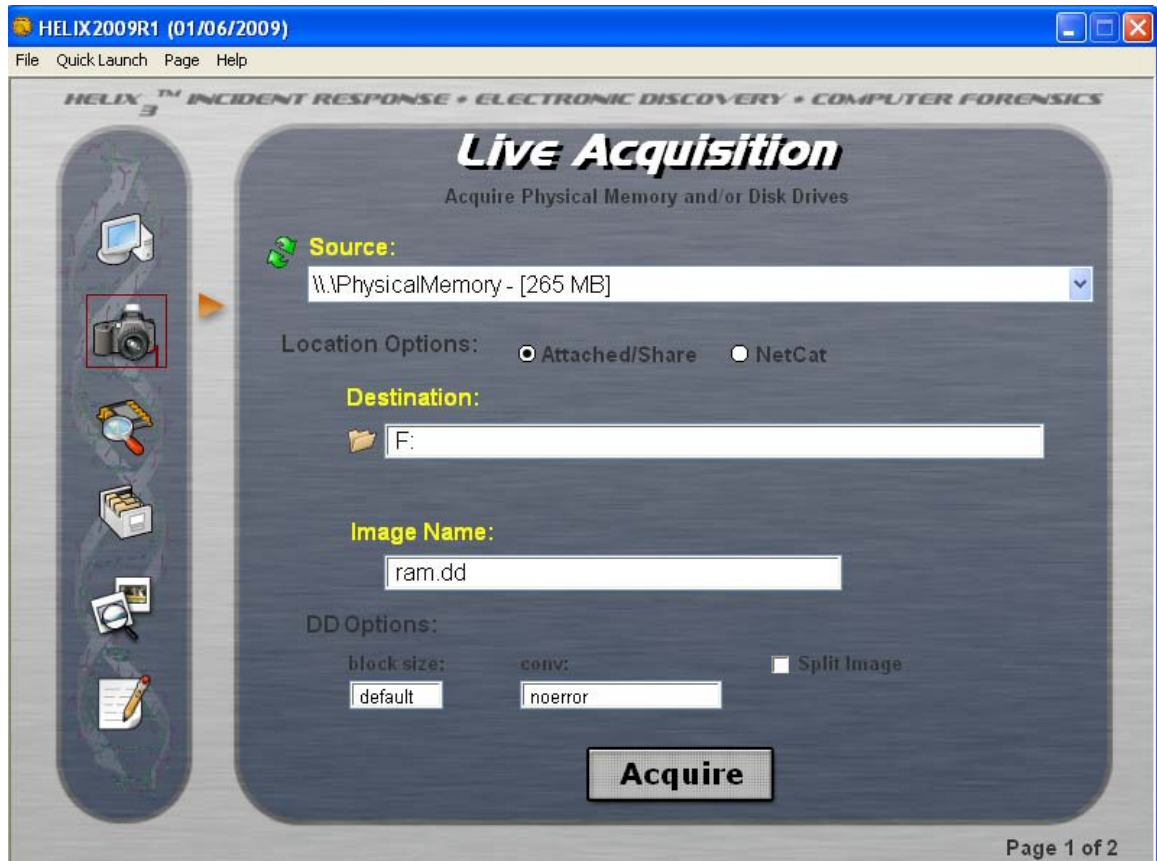 HELIX2009R1 (01/06/2009)
File Quick Launch Page Help
HELIX3™ INCIDENT RESPONSE • ELECTRONIC DISCOVERY • COMPUTER FORENSICS
Live Acquisition
Acquire Physical Memory and/or Disk Drives
Source:
\\.\PhysicalMemory - [265 MB]
Location Options: Attached/Share NetCat
Destination:
F:
Image Name:
ram.dd
DD Options:
block size: conv: Split Image
default noerror
Acquire
Page 1 of 2